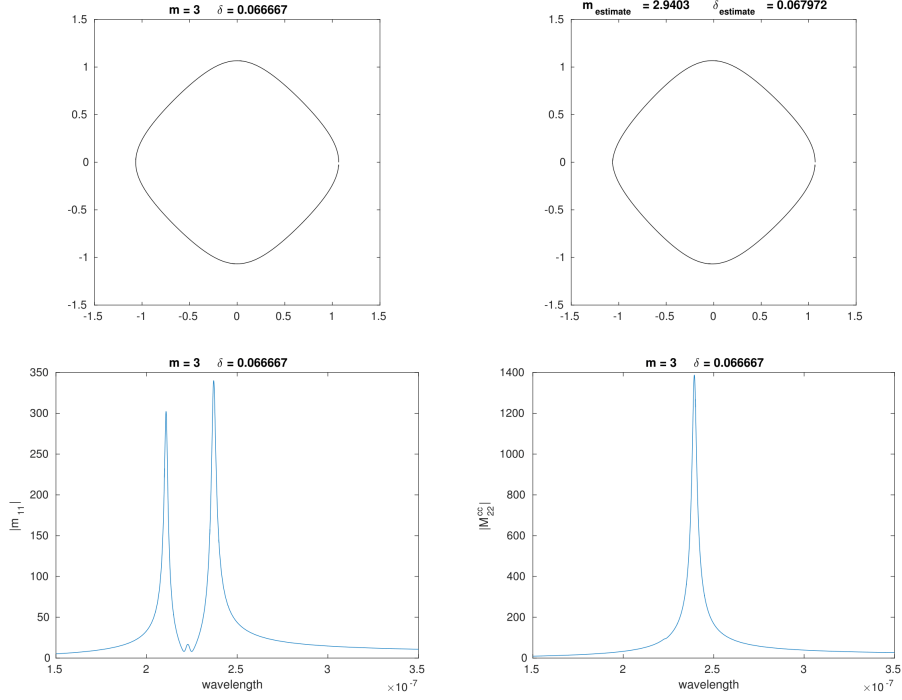 m = 3 δ = 0.066667
1.5
1
0.5
0
-0.5
-1
-1.5
-1.5 -1 -0.5 0 0.5 1 1.5
m estimate = 2.9403 δ estimate = 0.067972
1.5
1
0.5
0
-0.5
-1
-1.5
-1.5 -1 -0.5 0 0.5 1 1.5
m = 3 δ = 0.066667
350
300
250
200
150
100
50
0
|m 11|
1.5 2 2.5 3 3.5
wavelength
×10 -7
m = 3 δ = 0.066667
1400
1200
1000
800
600
400
200
0
|M cc 22|
1.5 2 2.5 3 3.5
wavelength
×10 -7